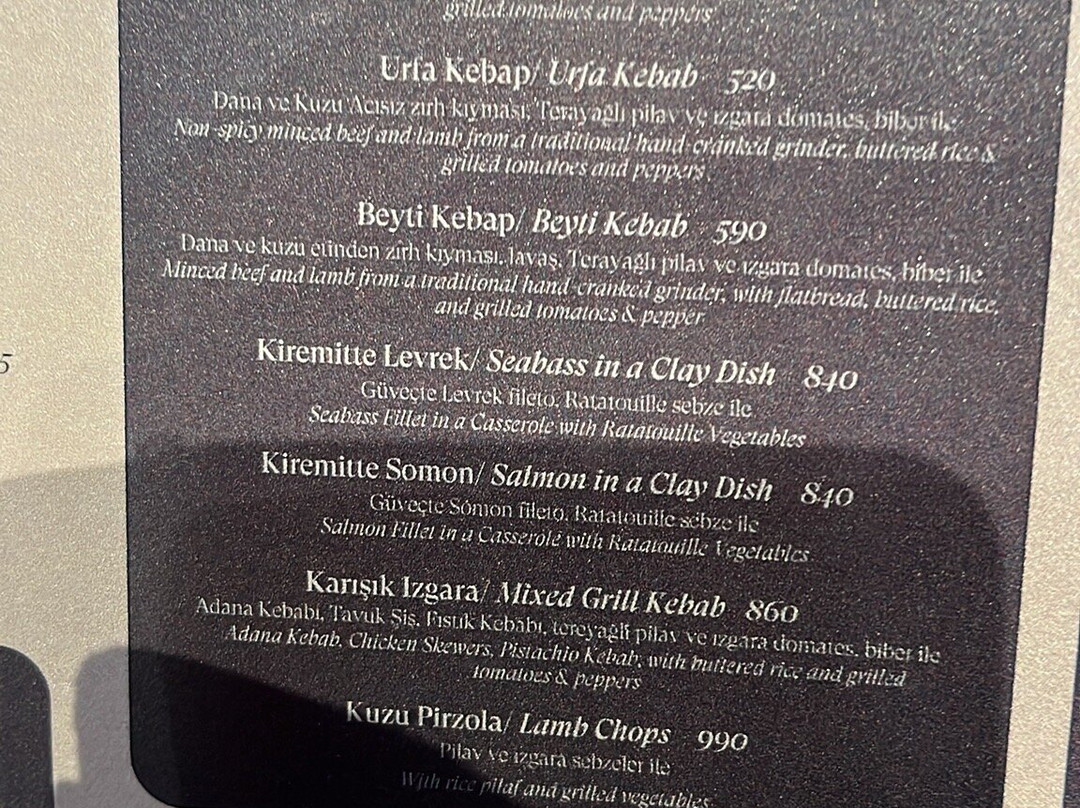 grilled tomatoes and peppers
Urfa Kebap/ Urfa Kebab 520
Dana ve Kuzu Acısız zırh kıyması, Tereyağlı pilav ve ızgara domates, biber ile
Non-spicy minced beef and lamb from a traditional hand-cranked grinder, buttered rice &
grilled tomatoes and peppers
Beyti Kebap/ Beyti Kebab 590
Dana ve kuzu etinden zırh kıyması, lavaş, Tereyağlı pilav ve ızgara domates, biber ile
Minced beef and lamb from a traditional hand-cranked grinder, with flatbread, buttered rice,
and grilled tomatoes & pepper
5
Kiremitte Levrek/ Seabass in a Clay Dish 840
Güveçte Levrek fileto, Ratatouille sebze ile
Seabass Fillet in a Casserole with Ratatouille Vegetables
Kiremitte Somon/ Salmon in a Clay Dish 840
Güveçte Somon fileto, Ratatouille sebze ile
Salmon Fillet in a Casserole with Ratatouille Vegetables
Karışık Izgara/ Mixed Grill Kebab 860
Adana Kebabı, Tavuk Şis, Fıstık Kebabı, tereyağlı pilav ve ızgara domates, biber ile
Adana Kebab, Chicken Skewers, Pistachio Kebab, with buttered rice and grilled
tomatoes & peppers
Kuzu Pirzola/ Lamb Chops 990
Pilav ve ızgara sebzeler ile
With rice pilaf and grilled vegetables